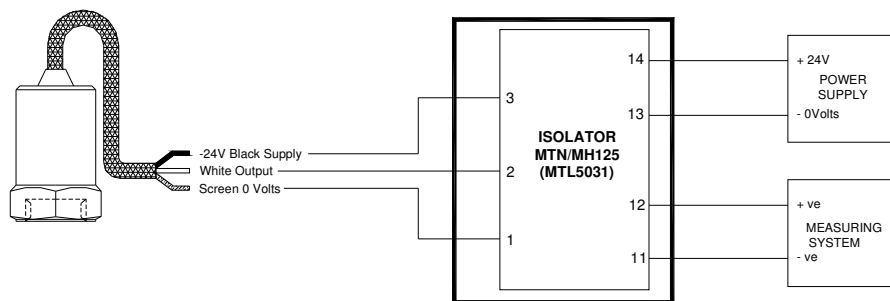 -24V Black Supply
White Output
Screen 0 Volts
3
2
1
ISOLATOR
MTN/MH125
(MTL5031)
14
13
12
11
+ 24V
POWER
SUPPLY
- 0Volts
+ ve
MEASURING
SYSTEM
- ve